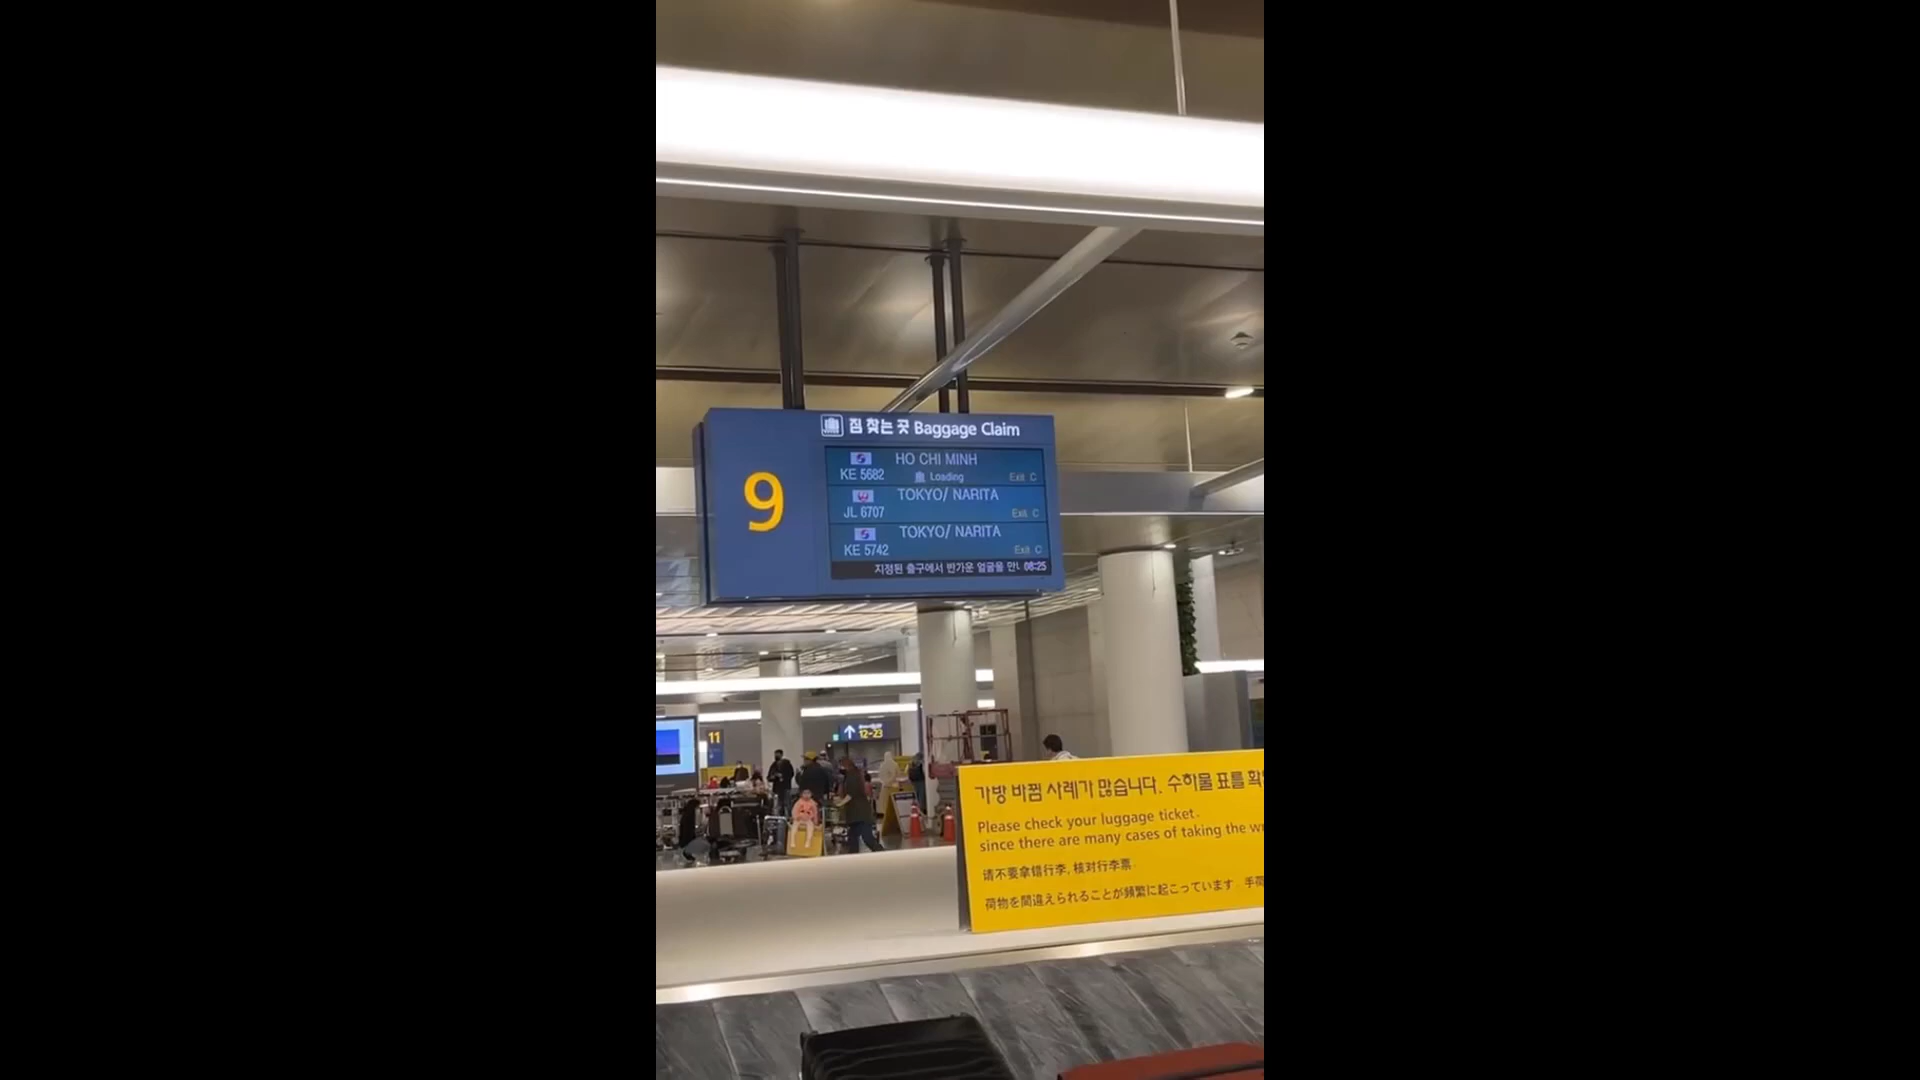 짐 찾는 곳 Baggage Claim
9
HO CHI MINH
KE 5682
Loading
Exit C
TOKYO/ NARITA
JL 6707
Exit C
TOKYO/ NARITA
KE 5742
Exit C
지정된 출구에서 반가운 얼굴을 만 08:25
11
12-23
가방 바뀜 사례가 많습니다. 수하물 표를 확
Please check your luggage ticket.
since there are many cases of taking the
请不要拿错行李, 核对行李票.
荷物を間違えられることが頻繁に起こっています 手荷